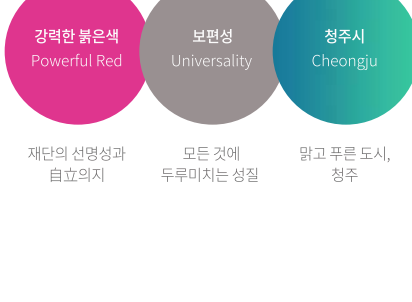 강력한 붉은색
Powerful Red
보편성
Universality
청주시
Cheongju
재단의 선명성과
自立의지
모든 것에
두루미치는 성질
맑고 푸른 도시,
청주